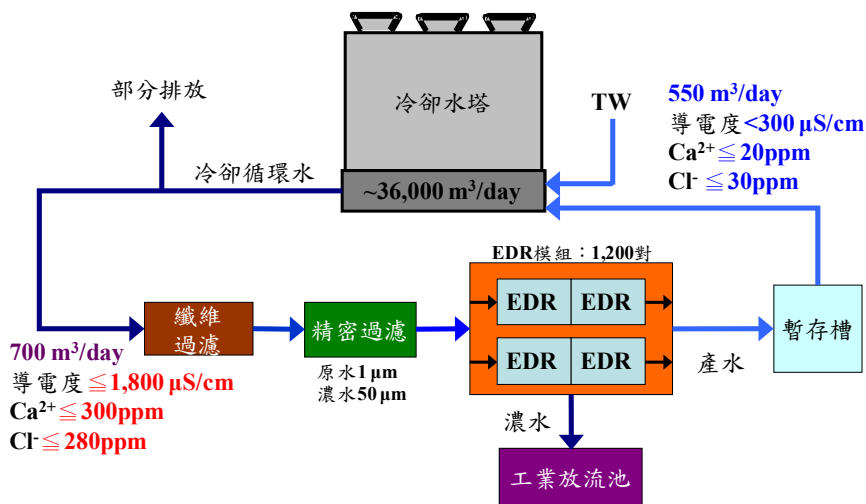 冷卻水塔
~36,000 m³/day
部分排放
冷卻循環水
TW
550 m³/day
導電度<300 μS/cm
Ca²⁺≦20ppm
Cl⁻≦30ppm
EDR模組：1,200對
EDR EDR
EDR EDR
纖維
過濾
精密過濾
原水1 μm
濃水50 μm
產水
暫存槽
700 m³/day
導電度≦1,800 μS/cm
Ca²⁺≦300ppm
Cl⁻≦280ppm
濃水
工業放流池